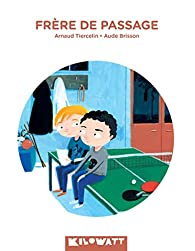 FRÈRE DE PASSAGE
Arnaud Tiercelin • Aude Brisson
KILOWATT